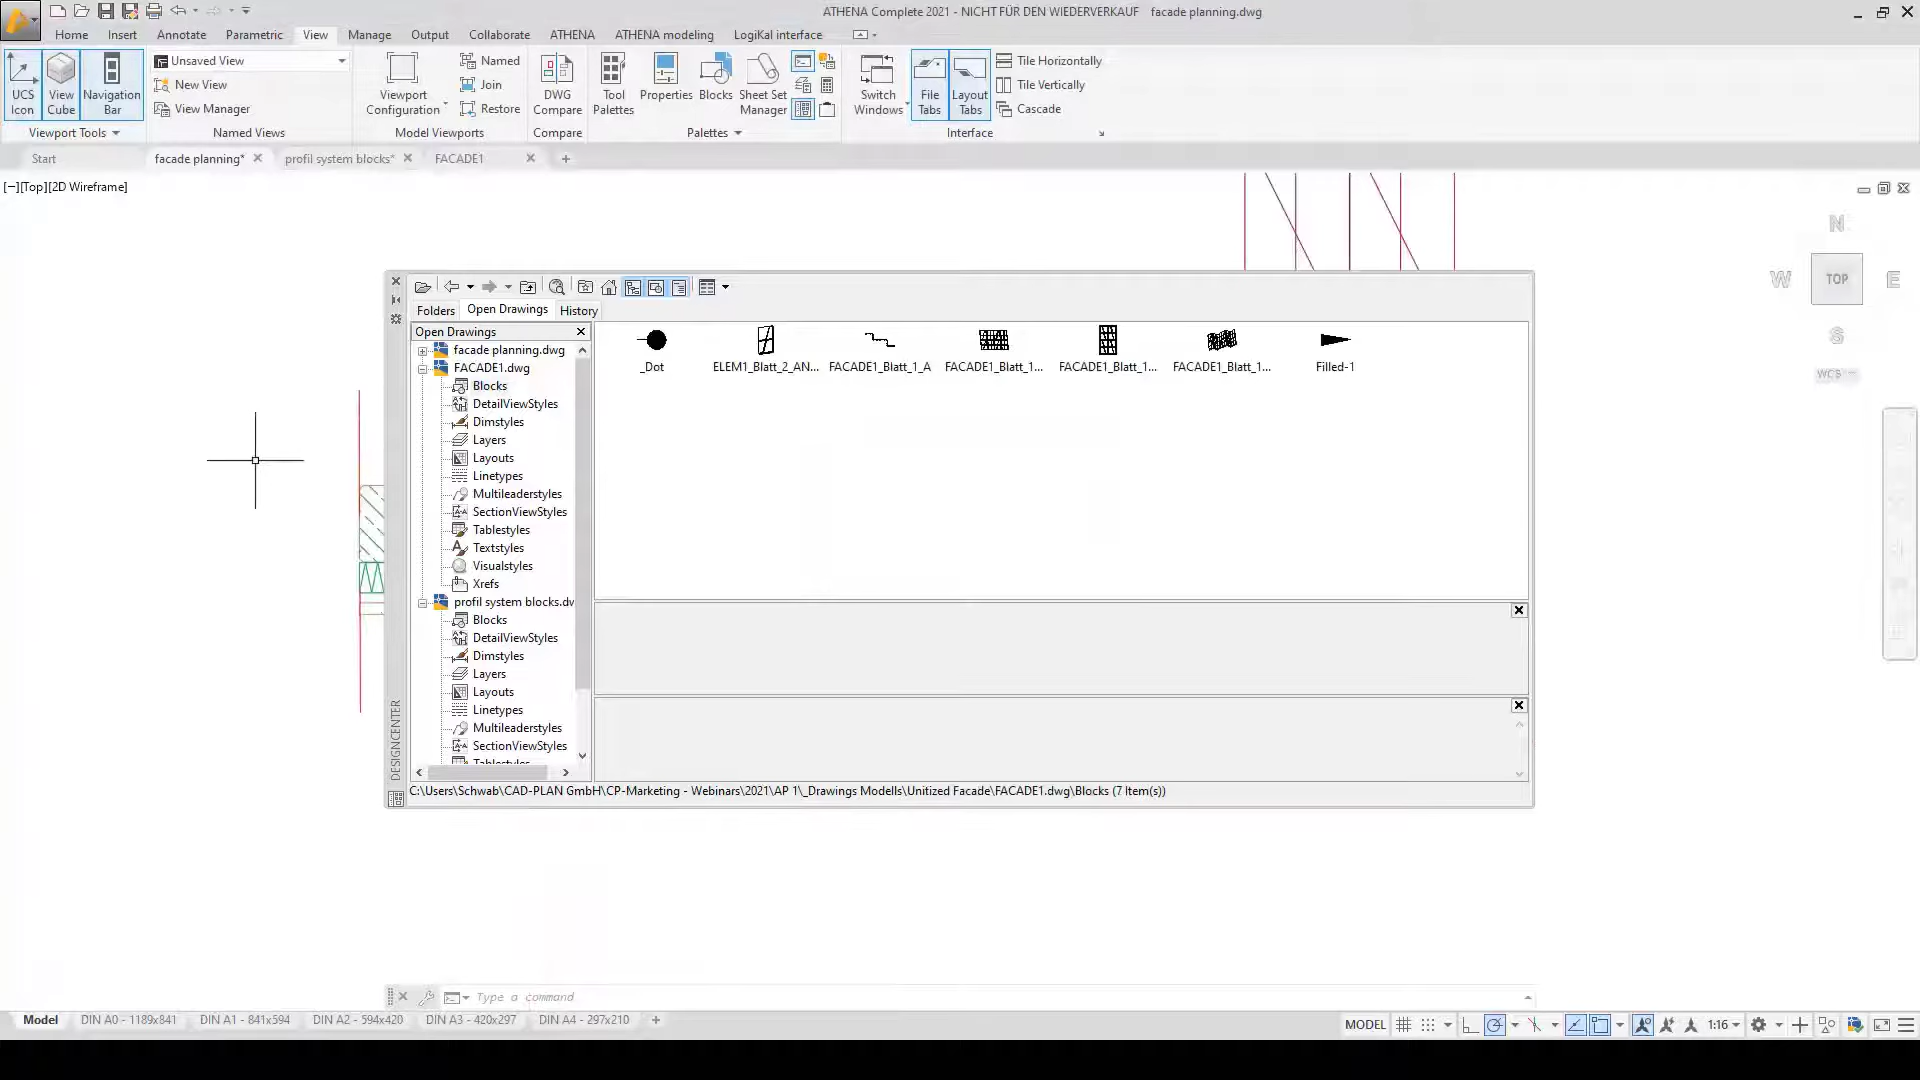 ATHENA Complete 2021 - NICHT FÜR DEN WIEDERVERKAUF facade planning.dwg
Home Insert Annotate Parametric View Manage Output Collaborate ATHENA ATHENA modeling LogiKal interface
UCS Icon
View Cube
Navigation Bar
Viewport Tools
Unsaved View
New View
View Manager
Named Views
Viewport Configuration
Named
Join
Restore
Model Viewports
DWG Compare
Compare
Tool Palettes
Properties
Blocks
Sheet Set Manager
Palettes
Switch Windows
File Tabs
Layout Tabs
Tile Horizontally
Tile Vertically
Cascade
Interface
Start facade planning* profil system blocks* FACADE1
[−][Top][2D Wireframe]
N
W TOP E
S
WCS
Folders Open Drawings History
Open Drawings
facade planning.dwg
FACADE1.dwg
Blocks
DetailViewStyles
Dimstyles
Layers
Layouts
Linetypes
Multileaderstyles
SectionViewStyles
Tablestyles
Textstyles
Visualstyles
Xrefs
profil system blocks.dw
Blocks
DetailViewStyles
Dimstyles
Layers
Layouts
Linetypes
Multileaderstyles
SectionViewStyles
Tablestyles
_Dot ELEM1_Blatt_2_AN... FACADE1_Blatt_1_A FACADE1_Blatt_1... FACADE1_Blatt_1... FACADE1_Blatt_1... Filled-1
DESIGNCENTER
C:\Users\Schwab\CAD-PLAN GmbH\CP-Marketing - Webinars\2021\AP 1\_Drawings Modells\Unitized Facade\FACADE1.dwg\Blocks (7 Item(s))
Type a command
Model DIN A0 - 1189x841 DIN A1 - 841x594 DIN A2 - 594x420 DIN A3 - 420x297 DIN A4 - 297x210
MODEL 1:16